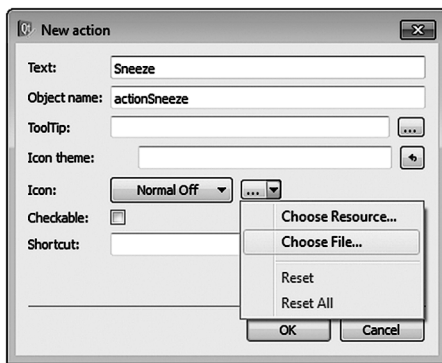 New action
Text: Sneeze
Object name: actionSneeze
ToolTip: ...
Icon theme:
Icon: Normal Off ...
Checkable:
Shortcut:
Choose Resource...
Choose File...
Reset
Reset All
OK Cancel